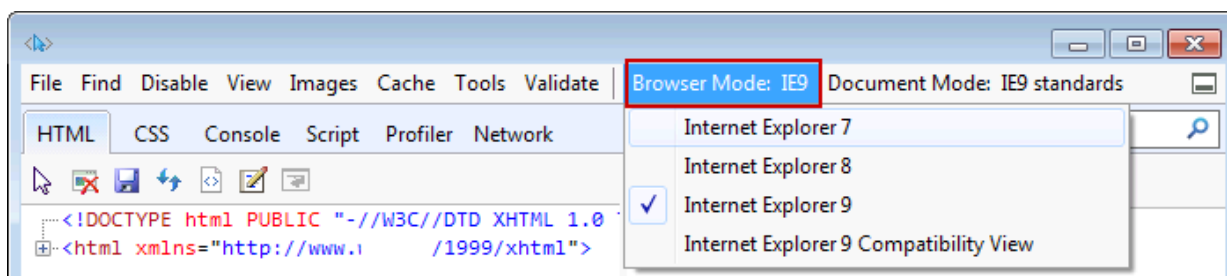 File Find Disable View Images Cache Tools Validate | Browser Mode: IE9 Document Mode: IE9 standards
HTML CSS Console Script Profiler Network
Internet Explorer 7
Internet Explorer 8
Internet Explorer 9
Internet Explorer 9 Compatibility View
<!DOCTYPE html PUBLIC "-//W3C//DTD XHTML 1.0
<html xmlns="http://www. /1999/xhtml">